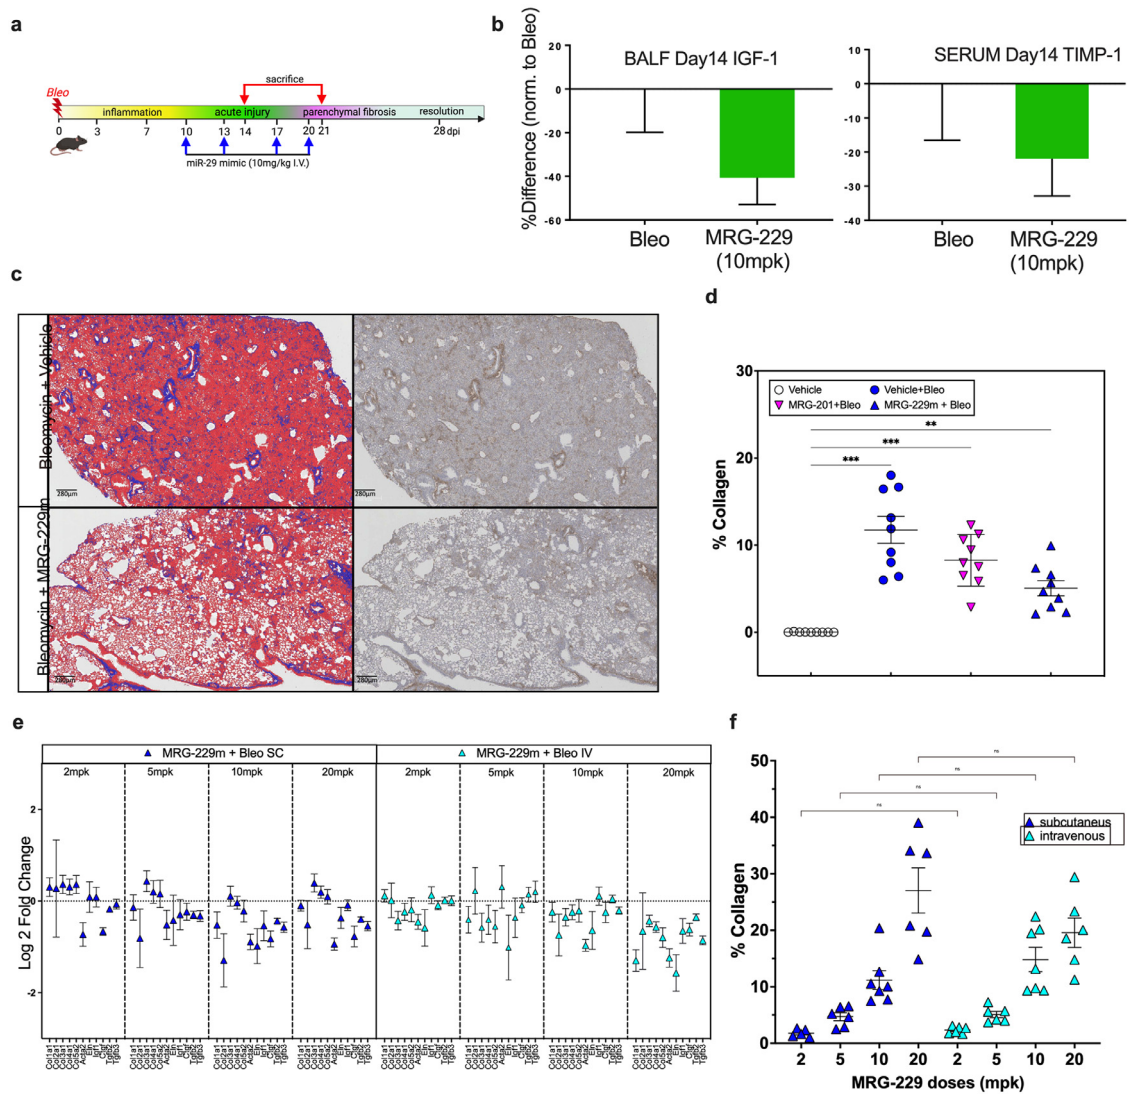 a
Bleo
sacrifice
inflammation acute injury parenchymal fibrosis resolution
0 3 7 10 13 14 17 20 21 28 dpi
miR-29 mimic (10mg/kg I.V.)
b
%Difference (norm. to Bleo)
BALF Day14 IGF-1
20
0
-20
-40
-60
Bleo MRG-229
(10mpk)
SERUM Day14 TIMP-1
10
0
-10
-20
-30
-40
Bleo MRG-229
(10mpk)
c
Bleomycin + Vehicle
Bleomycin + MRG-229m
280µm
280µm
280µm
280µm
d
% Collagen
30
20
10
0
Vehicle Vehicle+Bleo
MRG-201+Bleo MRG-229m + Bleo
**
***
***
e
MRG-229m + Bleo SC MRG-229m + Bleo IV
2mpk 5mpk 10mpk 20mpk 2mpk 5mpk 10mpk 20mpk
Log 2 Fold Change
2
0
-2
f
% Collagen
50
40
30
20
10
0
ns
ns
ns
ns
subcutaneus
intravenous
2 5 10 20 2 5 10 20
MRG-229 doses (mpk)